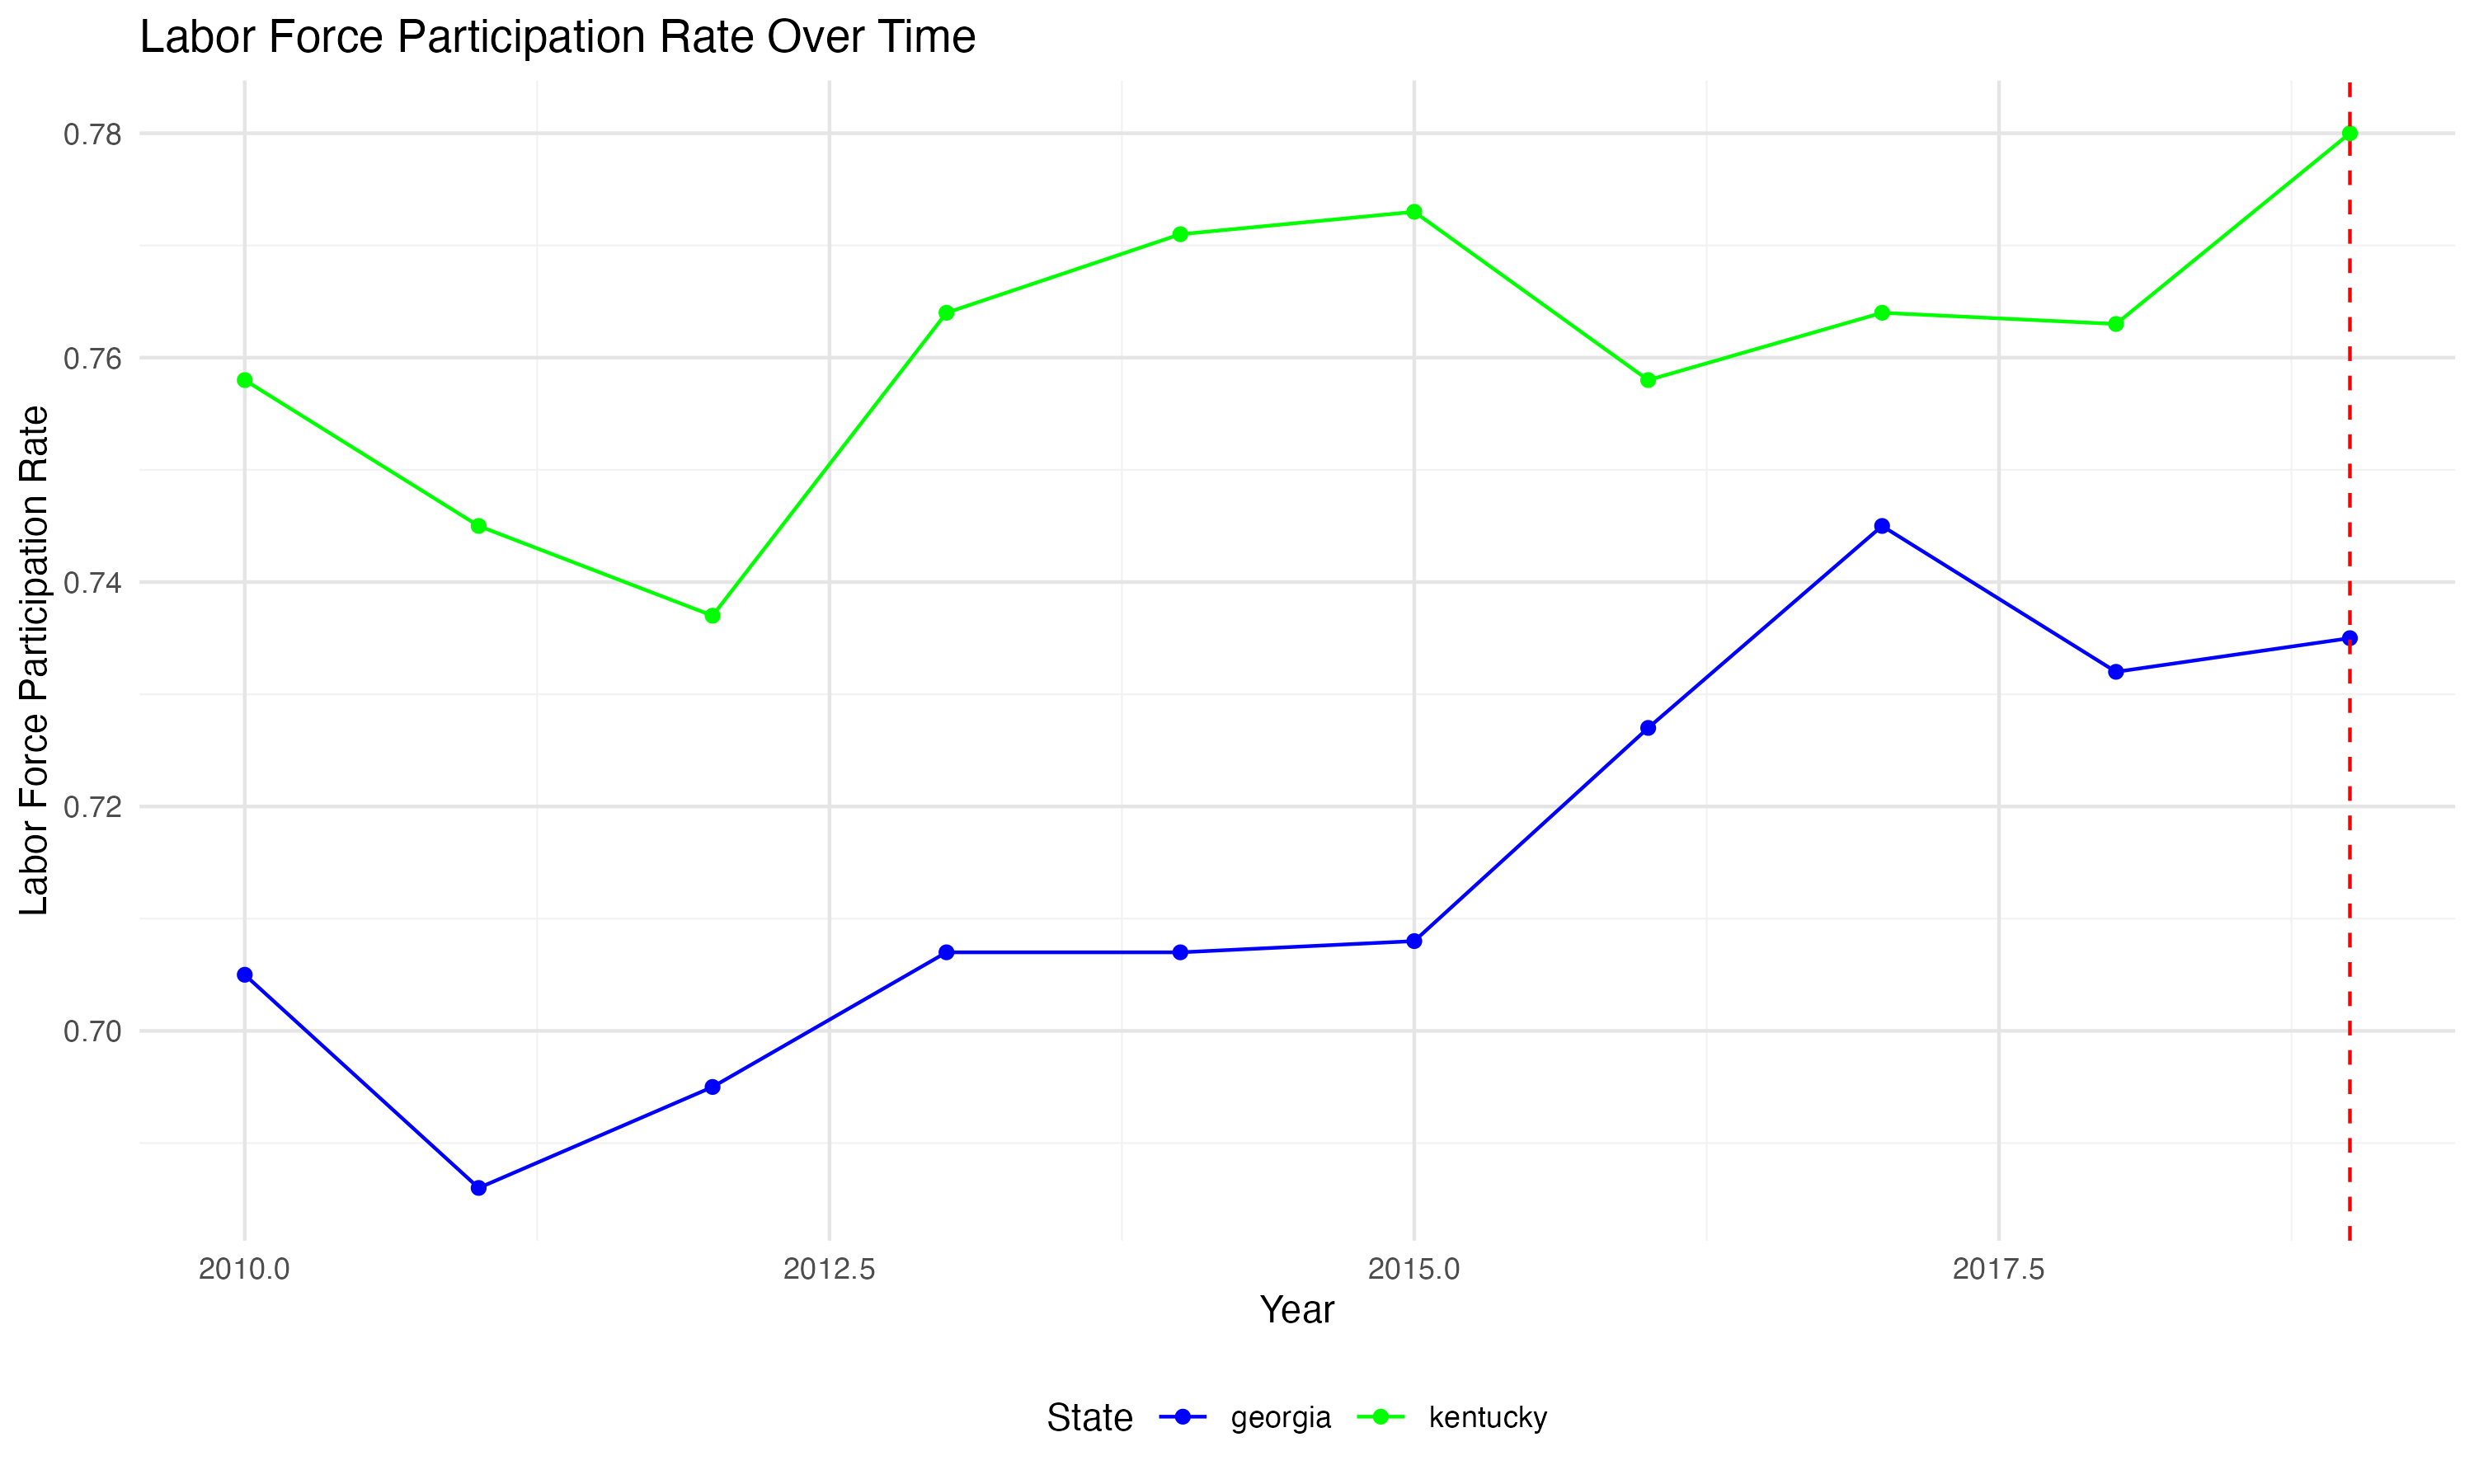 Labor Force Participation Rate Over Time
Labor Force Participation Rate
0.78
0.76
0.74
0.72
0.70
2010.0 2012.5 2015.0 2017.5
Year
State georgia kentucky